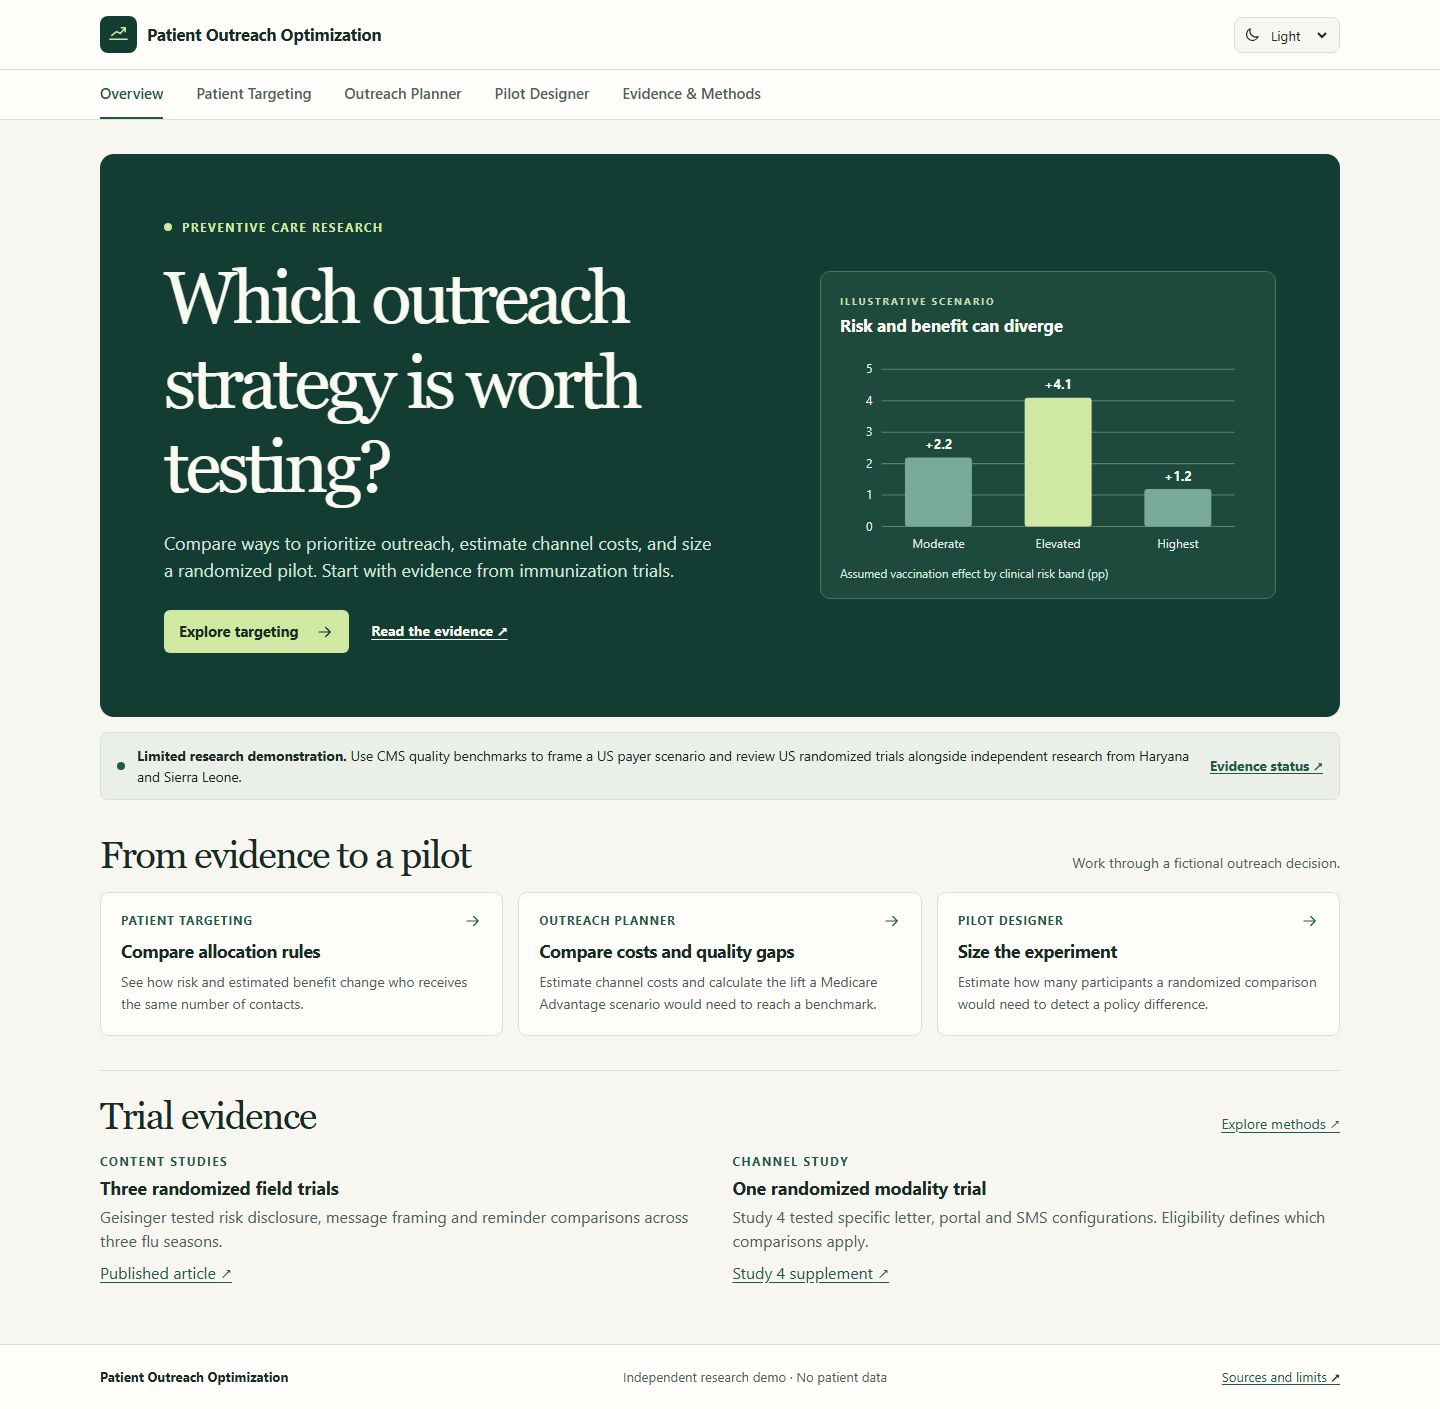 Patient Outreach Optimization
Light
Overview
Patient Targeting
Outreach Planner
Pilot Designer
Evidence & Methods
PREVENTIVE CARE RESEARCH
Which outreach
strategy is worth
testing?
Compare ways to prioritize outreach, estimate channel costs, and size
a randomized pilot. Start with evidence from immunization trials.
Explore targeting →
Read the evidence ↗
ILLUSTRATIVE SCENARIO
Risk and benefit can diverge
5
4
3
2
1
0
+2.2
+4.1
+1.2
Moderate
Elevated
Highest
Assumed vaccination effect by clinical risk band (pp)
Limited research demonstration. Use CMS quality benchmarks to frame a US payer scenario and review US randomized trials alongside independent research from Haryana
and Sierra Leone.
Evidence status ↗
From evidence to a pilot
Work through a fictional outreach decision.
PATIENT TARGETING →
Compare allocation rules
See how risk and estimated benefit change who receives
the same number of contacts.
OUTREACH PLANNER →
Compare costs and quality gaps
Estimate channel costs and calculate the lift a Medicare
Advantage scenario would need to reach a benchmark.
PILOT DESIGNER →
Size the experiment
Estimate how many participants a randomized comparison
would need to detect a policy difference.
Trial evidence
Explore methods ↗
CONTENT STUDIES
Three randomized field trials
Geisinger tested risk disclosure, message framing and reminder comparisons across
three flu seasons.
Published article ↗
CHANNEL STUDY
One randomized modality trial
Study 4 tested specific letter, portal and SMS configurations. Eligibility defines which
comparisons apply.
Study 4 supplement ↗
Patient Outreach Optimization
Independent research demo · No patient data
Sources and limits ↗